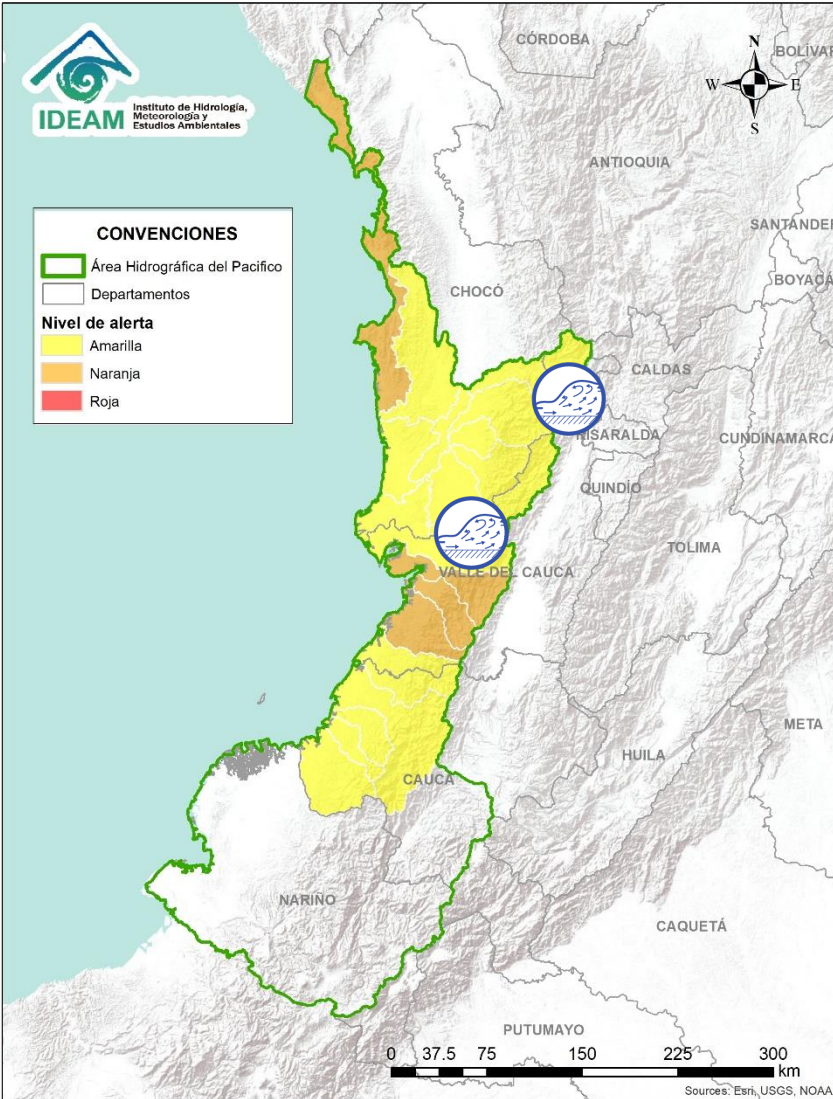 CÓRDOBA
BOLÍVAR
N
W
E
S
IDEAM
Instituto de Hidrología,
Meteorología y
Estudios Ambientales
ANTIOQUIA
SANTANDER
CONVENCIONES
Área Hidrográfica del Pacifico
Departamentos
Nivel de alerta
Amarilla
Naranja
Roja
BOYACÁ
CHOCÓ
CALDAS
RISARALDA
CUNDINAMARCA
QUINDÍO
TOLIMA
VALLE DEL CAUCA
META
HUILA
CAUCA
NARIÑO
CAQUETÁ
PUTUMAYO
0 37.5 75 150 225 300
km
Sources: Esri, USGS, NOAA